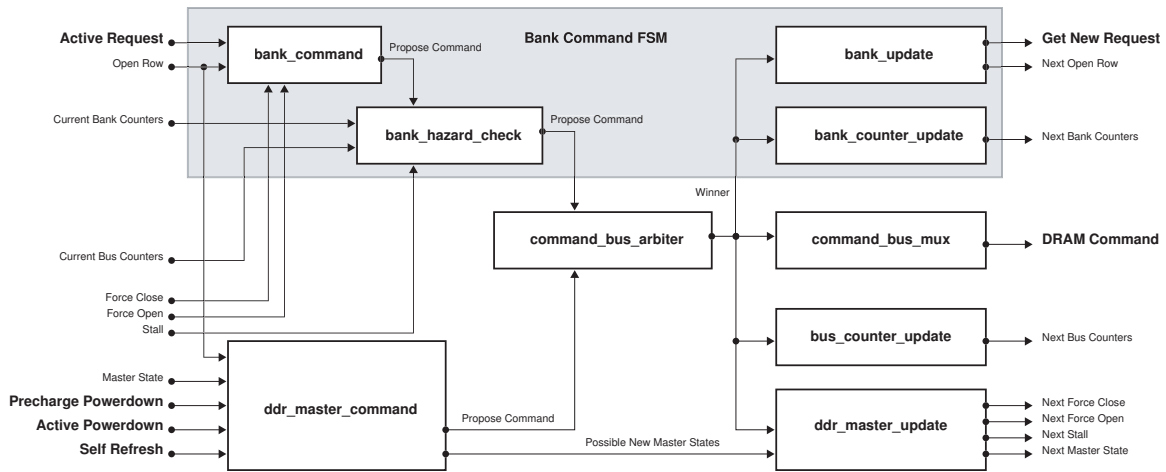 Active Request
Open Row
bank_command
Propose Command
Bank Command FSM
bank_update
Get New Request
Next Open Row
Current Bank Counters
bank_hazard_check
Propose Command
bank_counter_update
Next Bank Counters
Winner
command_bus_arbiter
command_bus_mux
DRAM Command
Current Bus Counters
Force Close
Force Open
Stall
bus_counter_update
Next Bus Counters
Master State
Precharge Powerdown
Active Powerdown
Self Refresh
ddr_master_command
Propose Command
Possible New Master States
ddr_master_update
Next Force Close
Next Force Open
Next Stall
Next Master State